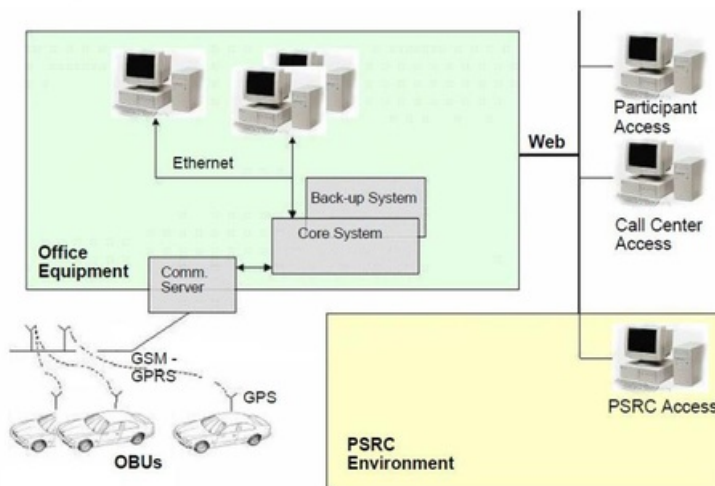 Ethernet
Web
Participant
Access
Back-up System
Core System
Call Center
Access
Office
Equipment
Comm.
Server
GSM -
GPRS
GPS
OBUs
PSRC Access
PSRC
Environment